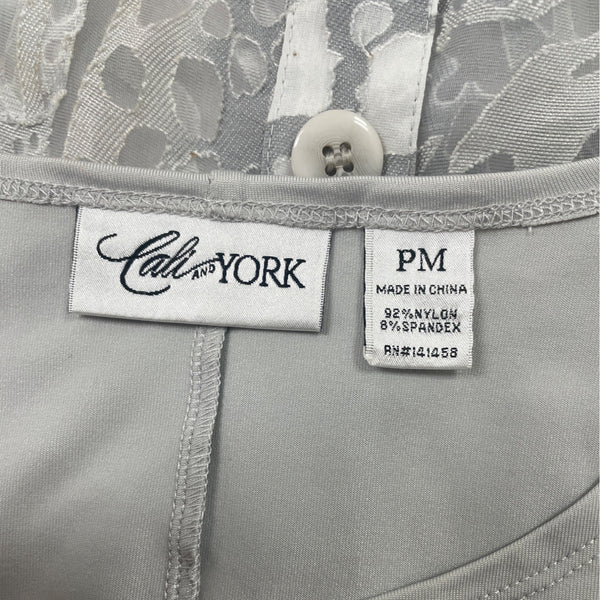 Cali AND YORK
PM
MADE IN CHINA
92%NYLON
8%SPANDEX
RN#141458